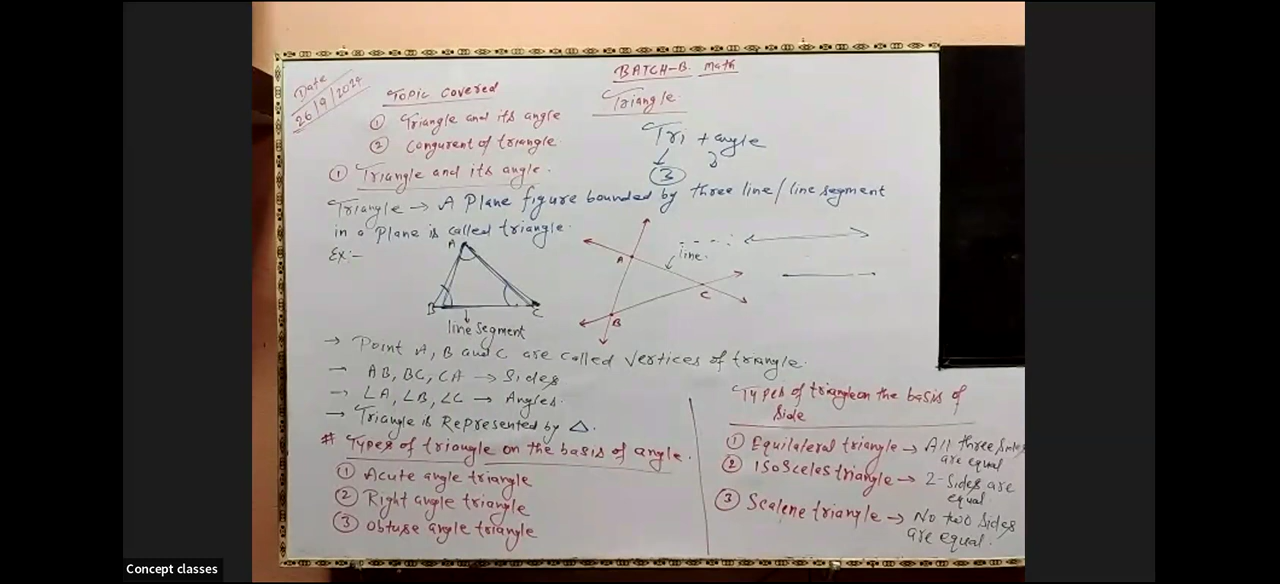 Date
26/9/2024
BATCH-B. Math
Topic Covered
Triangle
① Triangle and its angle
② Congurent of triangle
Tri + angle
3
① Triangle and its angle.
Triangle → A Plane figure bounded by three line/line segment
in a plane is called triangle.
Ex:-
A
B
C
line segment
A
B
C
line.
→ Point A, B and C are called vertices of triangle.
→ AB, BC, CA → Sides
→ ∠A, ∠B, ∠C → Angles.
→ Triangle is Represented by △.
# Types of triangle on the basis of angle.
① Acute angle triangle
② Right angle triangle
③ Obtuse angle triangle
Types of triangle on the basis of
side
① Equilateral triangle → All three sides
are equal
② Isosceles triangle → 2-sides are
equal
③ Scalene triangle → No two sides
are equal.
Concept classes